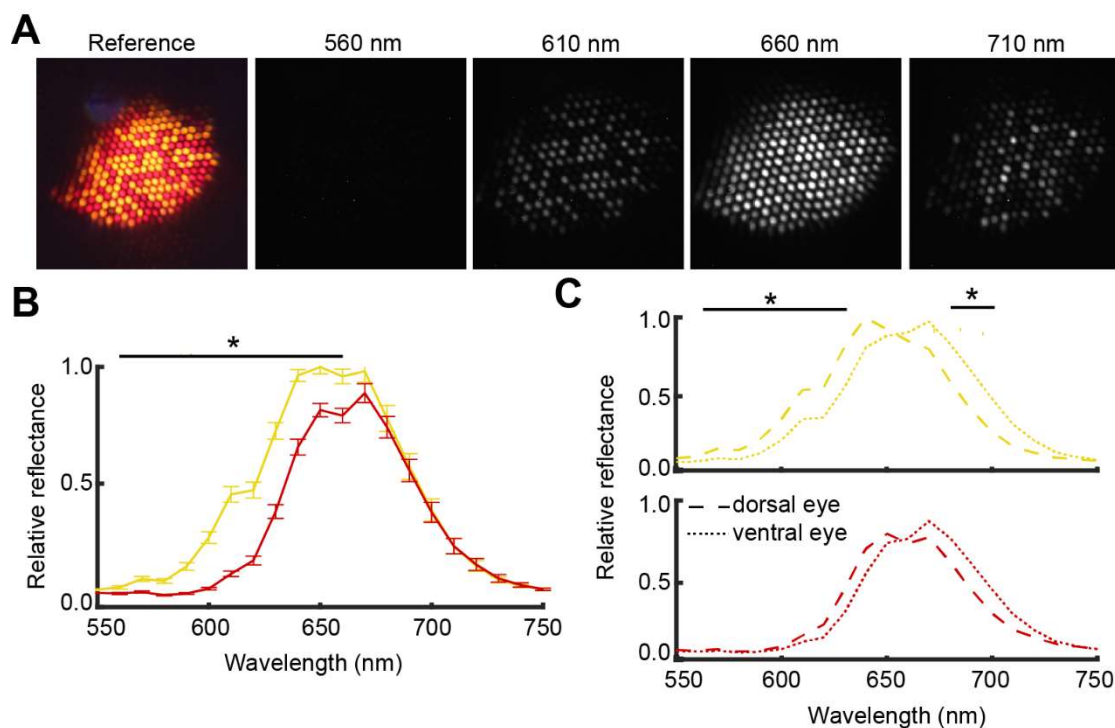 A
Reference
560 nm
610 nm
660 nm
710 nm
B
*
1.0
0.5
0.0
Relative reflectance
550
600
650
700
750
Wavelength (nm)
C
*
*
1.0
0.5
0.0
Relative reflectance
1.0
0.5
0.0
Relative reflectance
dorsal eye
ventral eye
550
600
650
700
750
Wavelength (nm)